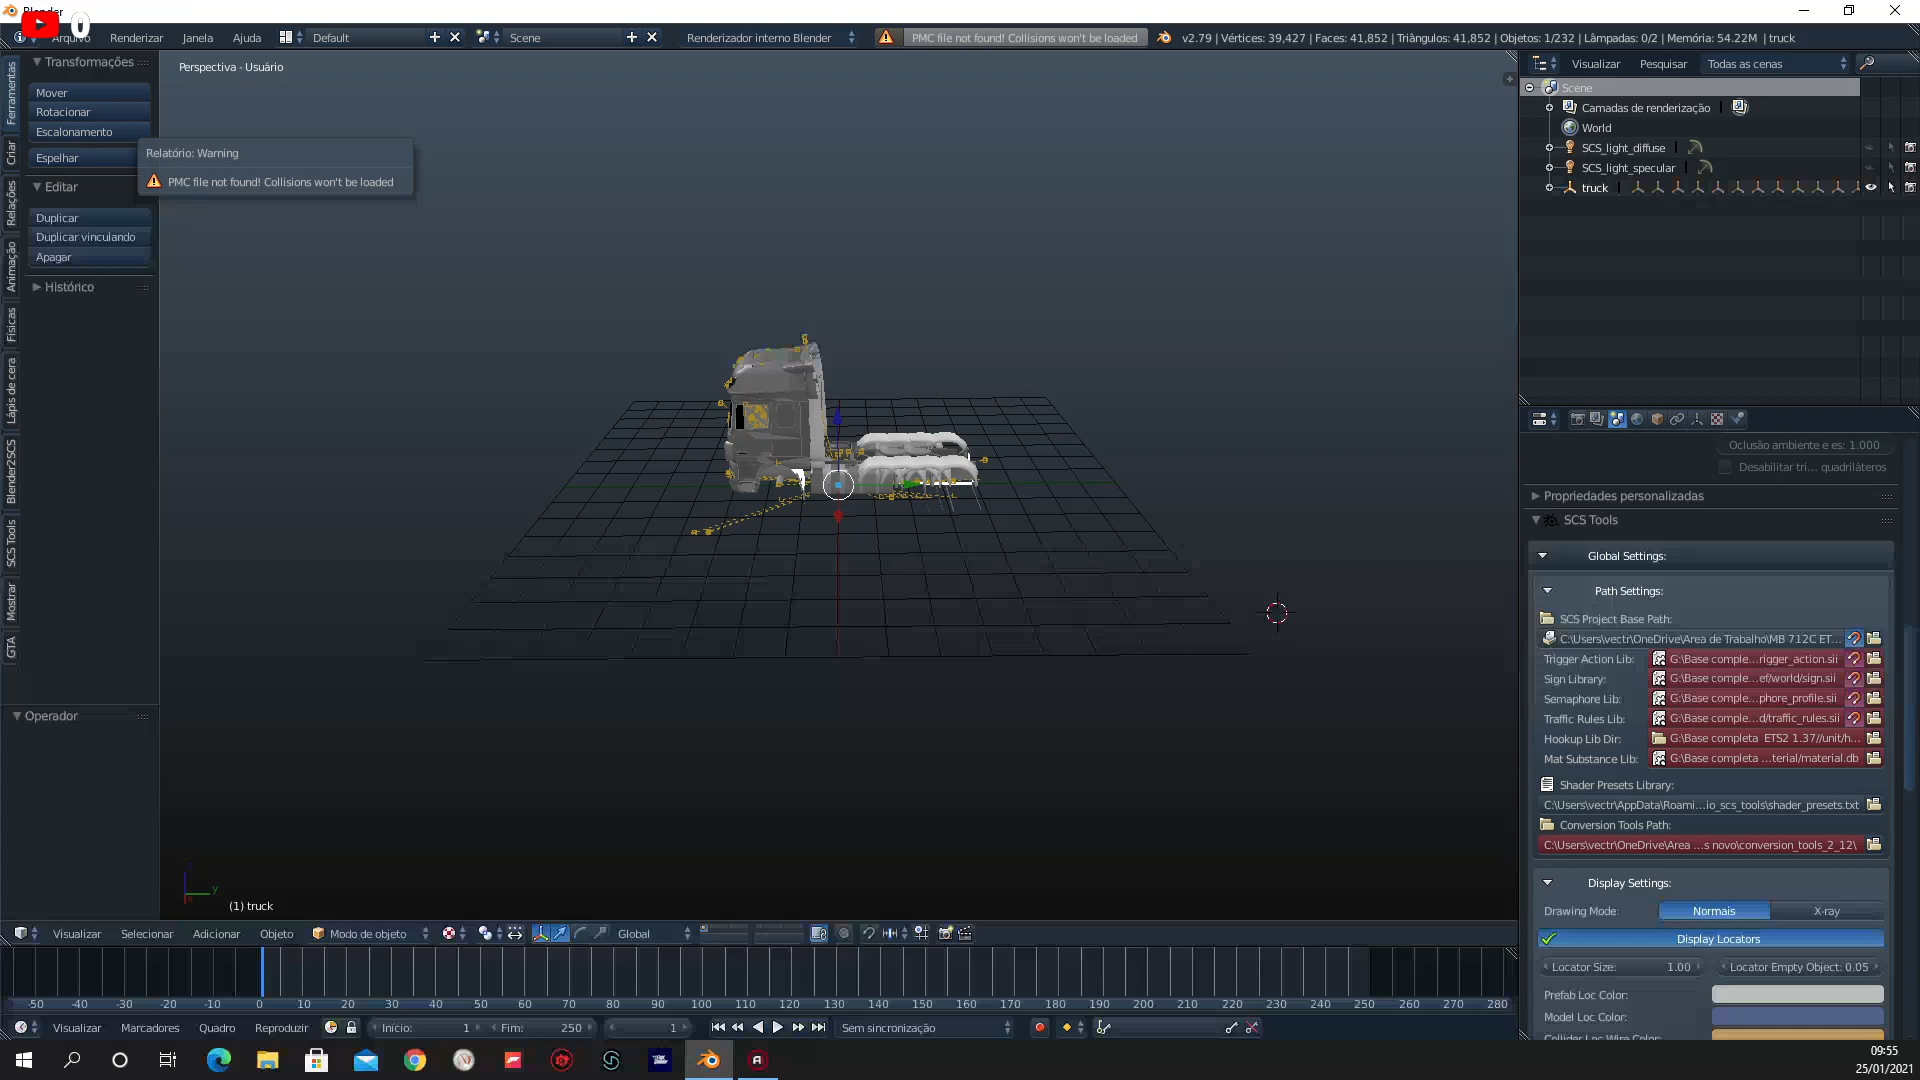 Blender
0
Arquivo Renderizar Janela Ajuda Default Scene Renderizador interno Blender PMC file not found! Collisions won't be loaded v2.79 | Vértices: 39,427 | Faces: 41,852 | Triângulos: 41,852 | Objetos: 1/232 | Lâmpadas: 0/2 | Memória: 54.22M | truck
Ferramentas
Criar
Relações
Animação
Físicas
Lápis de cera
Blender2SCS
SCS Tools
Mostrar
GTA
Transformações
Mover
Rotacionar
Escalonamento
Espelhar
Editar
Duplicar
Duplicar vinculando
Apagar
Histórico
Operador
Perspectiva - Usuário
Relatório: Warning
PMC file not found! Collisions won't be loaded
z
y
x
(1) truck
Visualizar Pesquisar Todas as cenas
Scene
Camadas de renderização
World
SCS_light_diffuse
SCS_light_specular
truck
Oclusão ambiente e es: 1.000
Desabilitar tri... quadriláteros
Propriedades personalizadas
SCS Tools
Global Settings:
Path Settings:
SCS Project Base Path:
C:\Users\vectr\OneDrive\Area de Trabalho\MB 712C ET...
Trigger Action Lib: G:\Base comple...rigger_action.sii
Sign Library: G:\Base comple...ef/world/sign.sii
Semaphore Lib: G:\Base comple...phore_profile.sii
Traffic Rules Lib: G:\Base comple...d/traffic_rules.sii
Hookup Lib Dir: G:\Base completa ETS2 1.37//unit/h...
Mat Substance Lib: G:\Base completa ...terial/material.db
Shader Presets Library:
C:\Users\vectr\AppData\Roami...io_scs_tools\shader_presets.txt
Conversion Tools Path:
C:\Users\vectr\OneDrive\Area ...s novo\conversion_tools_2_12\
Display Settings:
Drawing Mode: Normais X-ray
Display Locators
Locator Size: 1.00 Locator Empty Object: 0.05
Prefab Loc Color:
Model Loc Color:
Collider Loc Wire Color:
Visualizar Selecionar Adicionar Objeto Modo de objeto Global
-50 -40 -30 -20 -10 0 10 20 30 40 50 60 70 80 90 100 110 120 130 140 150 160 170 180 190 200 210 220 230 240 250 260 270 280
Visualizar Marcadores Quadro Reproduzir Início: 1 Fim: 250 1 Sem sincronização
09:55
25/01/2021